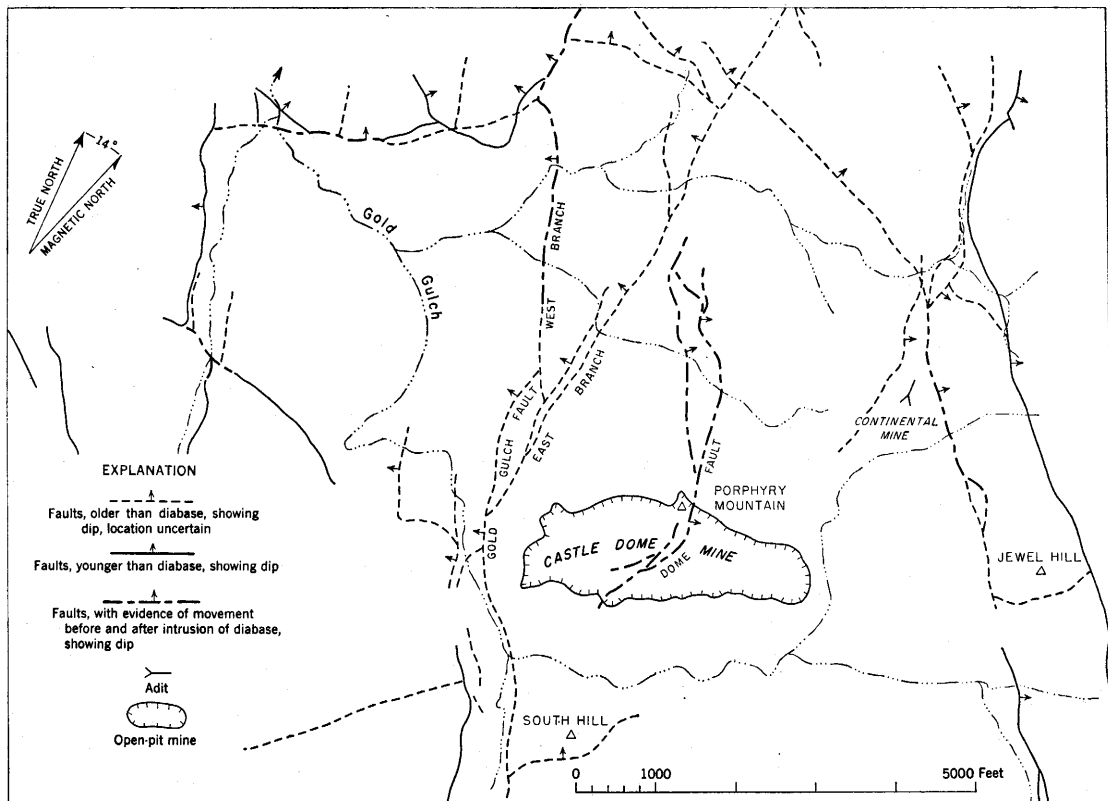 TRUE NORTH
14°
MAGNETIC NORTH
Gold
Gulch
WEST
BRANCH
GOLD
GULCH
FAULT
EAST
BRANCH
DOME
FAULT
PORPHYRY
MOUNTAIN
CASTLE DOME MINE
CONTINENTAL
MINE
JEWEL HILL
SOUTH HILL
EXPLANATION
Faults, older than diabase, showing
dip, location uncertain
Faults, younger than diabase, showing dip
Faults, with evidence of movement
before and after intrusion of diabase,
showing dip
Adit
Open-pit mine
0 1000 5000 Feet